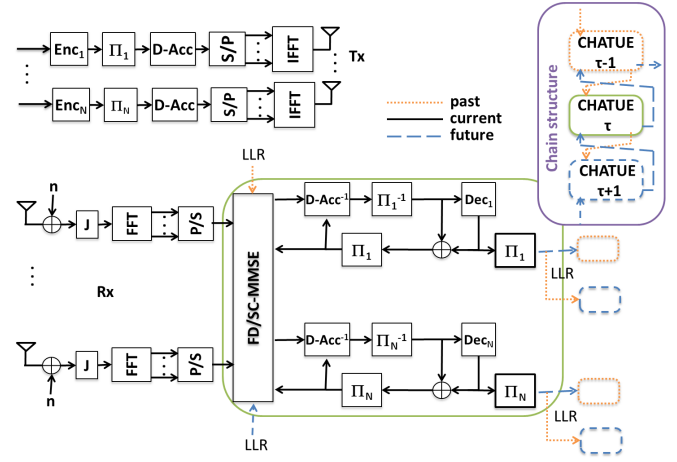 Enc₁ Π₁ D-Acc S/P IFFT Tx
EncN ΠN D-Acc S/P IFFT
CHATUE
τ-1
CHATUE
τ
CHATUE
τ+1
Chain structure
past
current
future
LLR
n J FFT P/S
Rx
n J FFT P/S
FD/SC-MMSE
D-Acc⁻¹ Π₁⁻¹ Dec₁
Π₁ Π₁
LLR
D-Acc⁻¹ ΠN⁻¹ DecN
ΠN ΠN
LLR
LLR